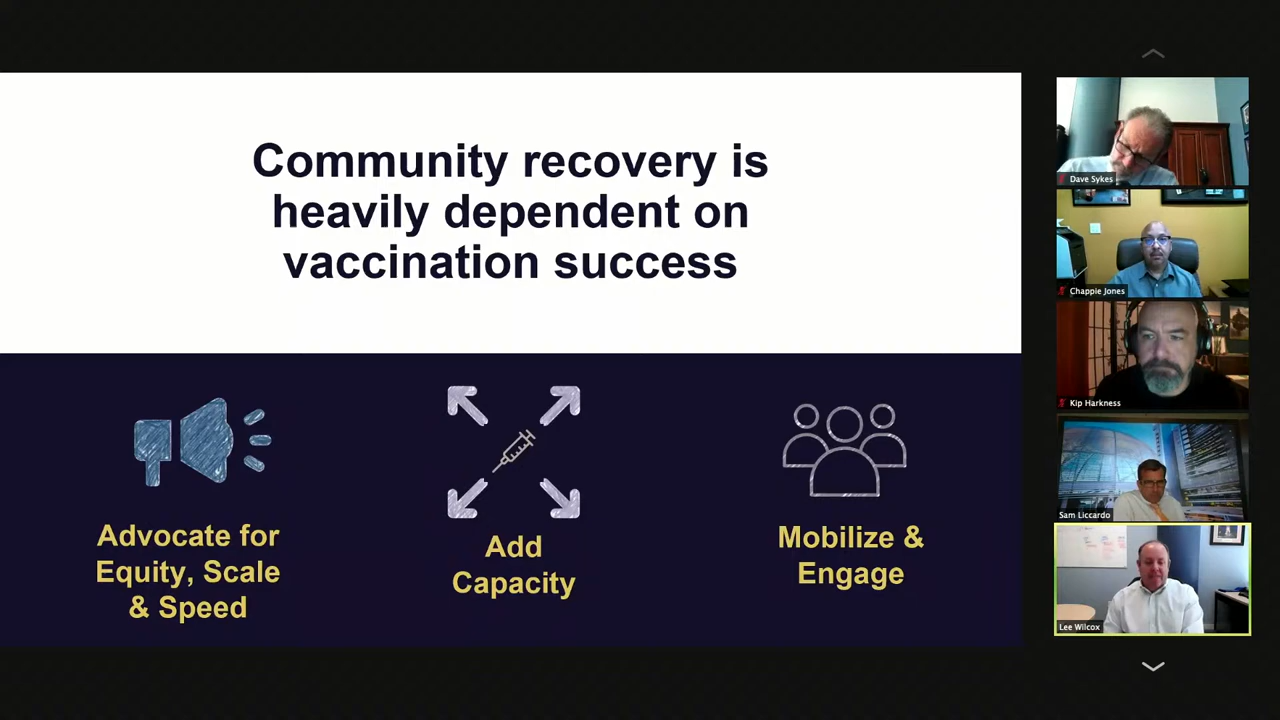 Community recovery is
heavily dependent on
vaccination success
Advocate for
Equity, Scale
& Speed
Add
Capacity
Mobilize &
Engage
Dave Sykes
Chappie Jones
Kip Harkness
Sam Liccardo
Lee Wilcox